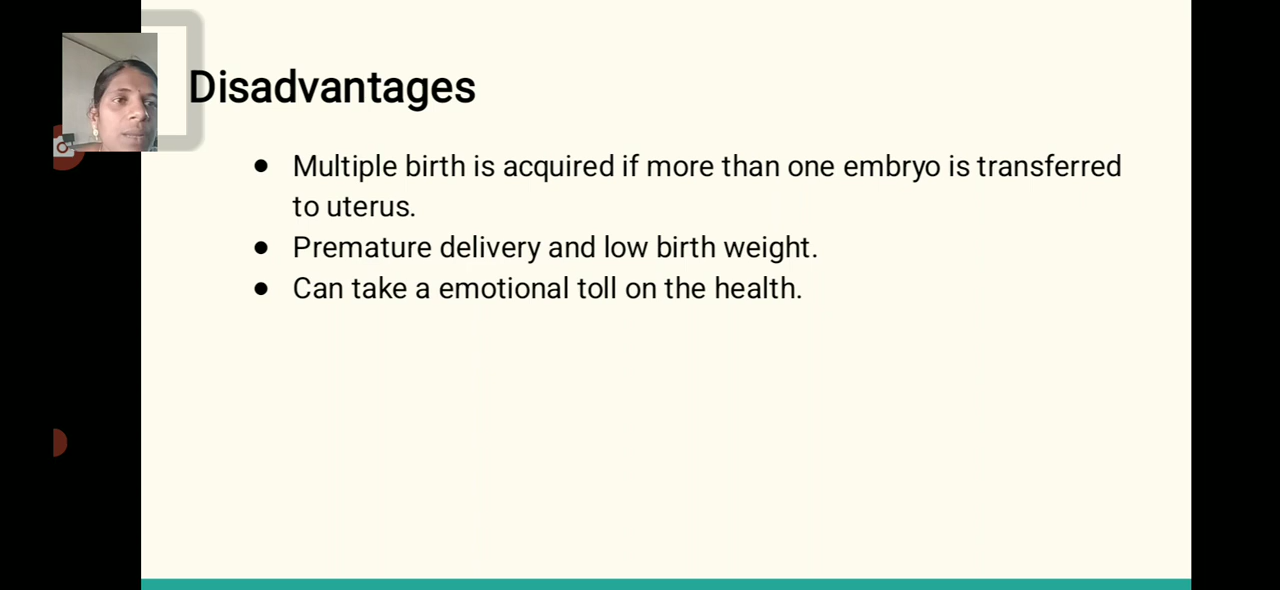 Disadvantages
● Multiple birth is acquired if more than one embryo is transferred
to uterus.
● Premature delivery and low birth weight.
● Can take a emotional toll on the health.